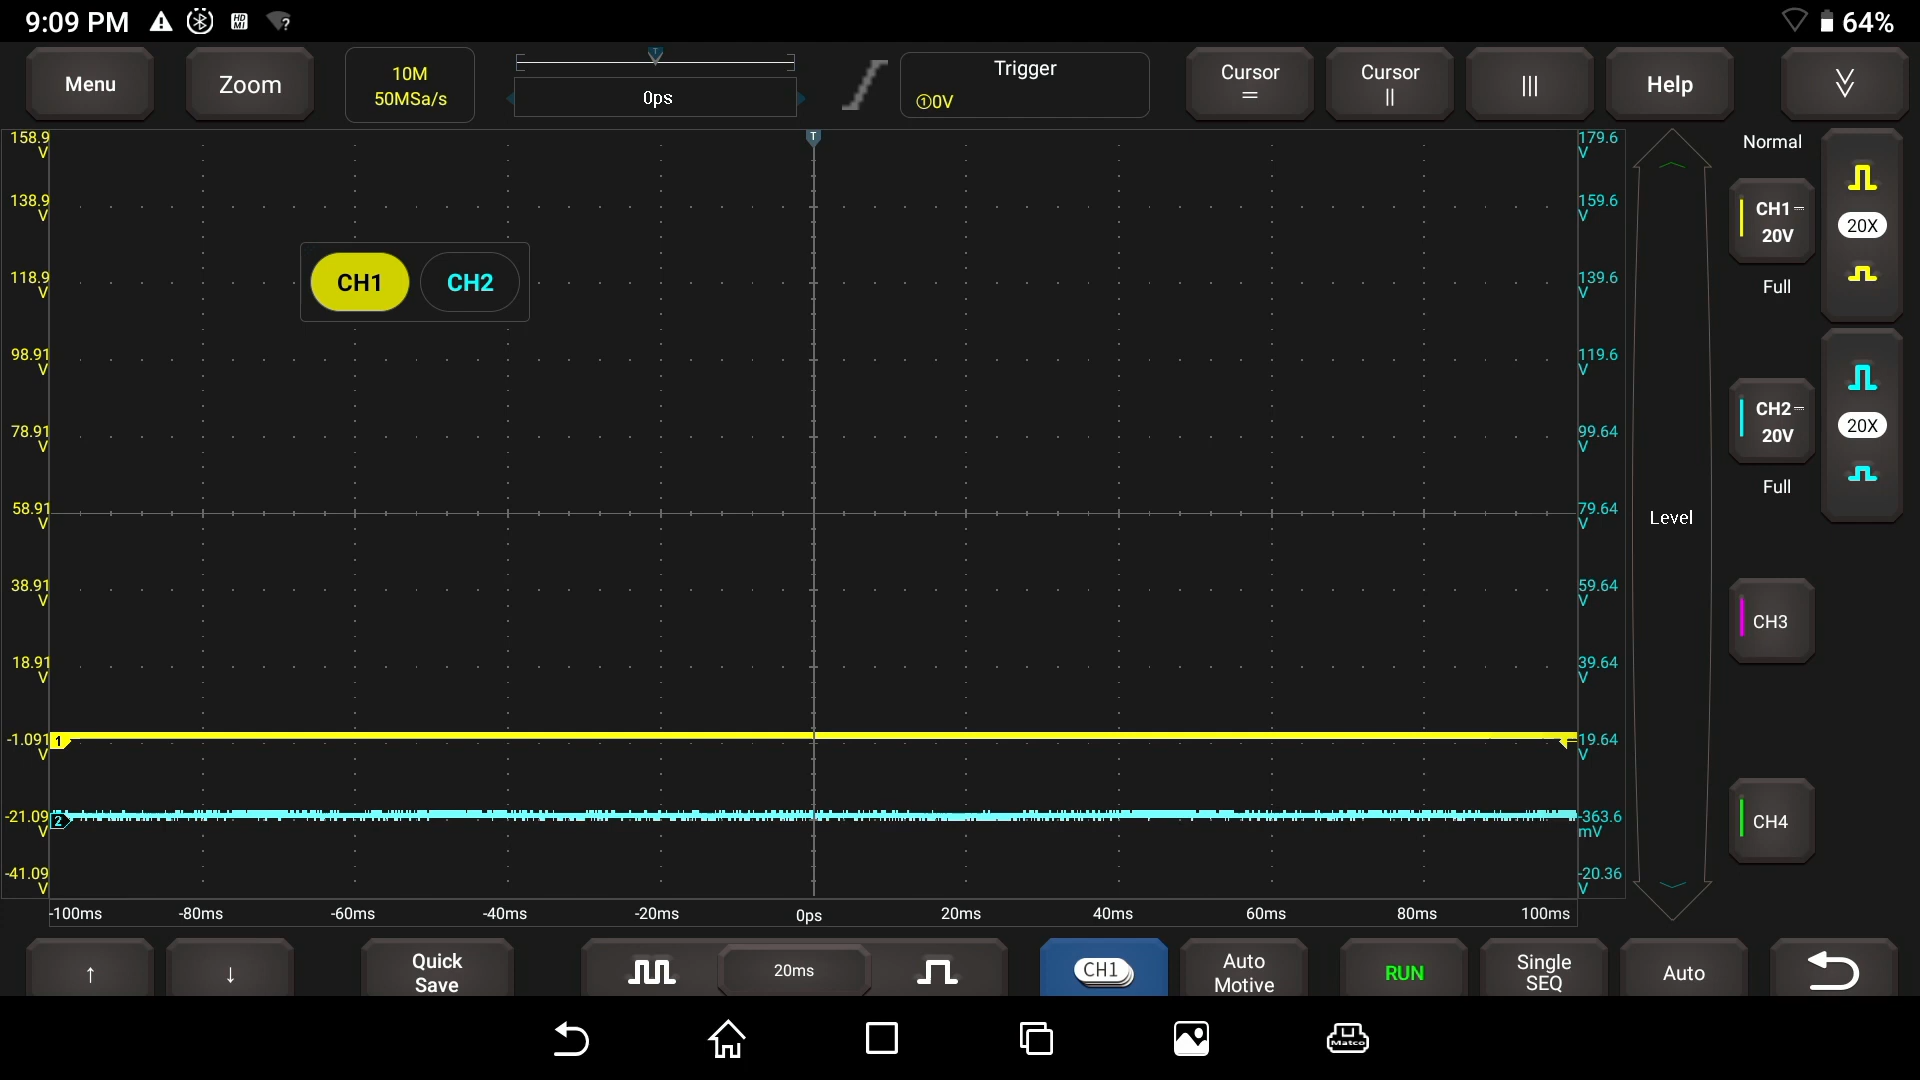 9:09 PM
64%
Menu
Zoom
10M
50MSa/s
T
0ps
Trigger
①0V
Cursor
=
Cursor
||
|||
Help
158.9
V
138.9
V
118.9
V
98.91
V
78.91
V
58.91
V
38.91
V
18.91
V
-1.091
V
-21.09
V
-41.09
V
T
CH1
CH2
1
2
179.6
V
159.6
V
139.6
V
119.6
V
99.64
V
79.64
V
59.64
V
39.64
V
19.64
V
-363.6
mV
-20.36
V
Level
Normal
CH1
20V
Full
20X
CH2
20V
Full
20X
CH3
CH4
-100ms
-80ms
-60ms
-40ms
-20ms
0ps
20ms
40ms
60ms
80ms
100ms
↑
↓
Quick
Save
20ms
CH1
Auto
Motive
RUN
Single
SEQ
Auto
Matco